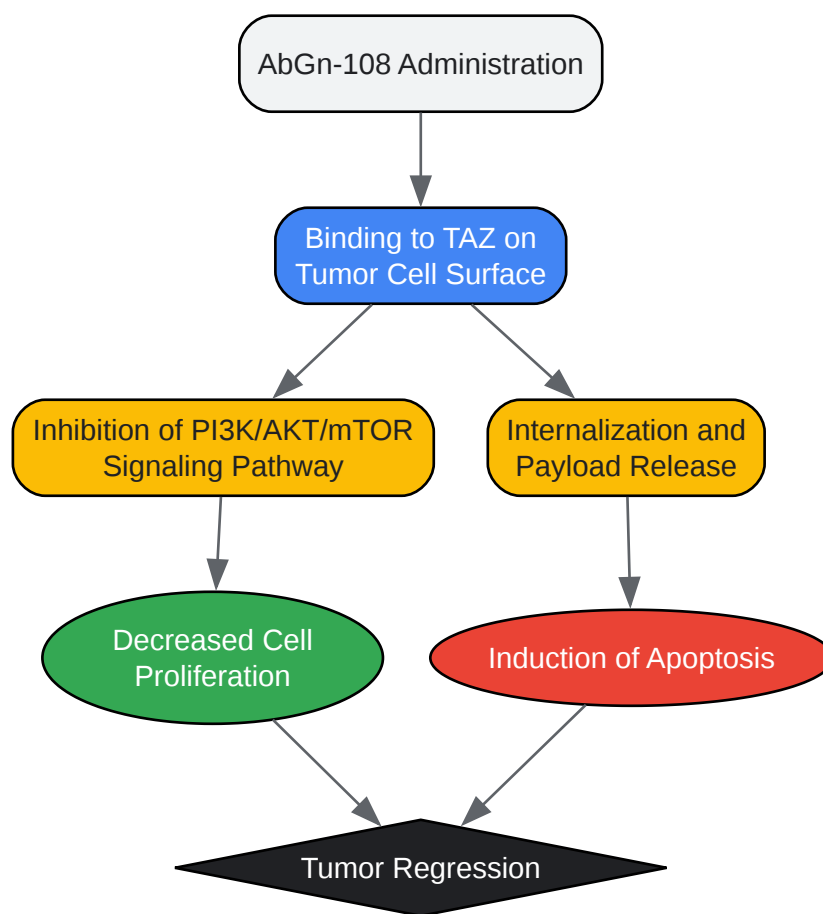 AbGn-108 Administration
Binding to TAZ on
Tumor Cell Surface
Inhibition of PI3K/AKT/mTOR
Signaling Pathway
Internalization and
Payload Release
Decreased Cell
Proliferation
Induction of Apoptosis
Tumor Regression